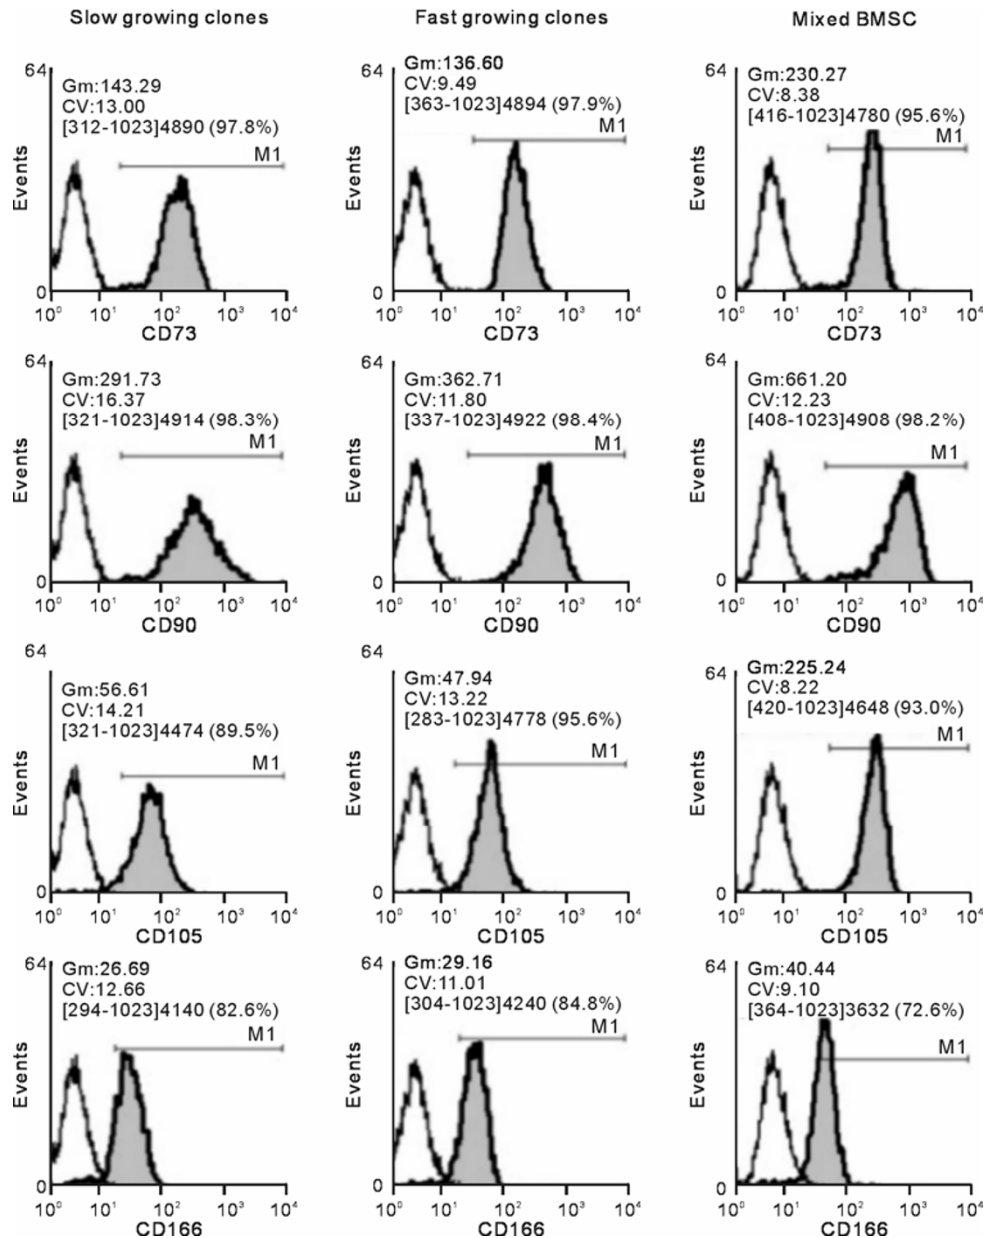 Slow growing clones
Fast growing clones
Mixed BMSC
64
Gm:143.29
CV:13.00
[312-1023]4890 (97.8%)
M1
Events
0
10⁰ 10¹ 10² 10³ 10⁴
CD73
64
Gm:136.60
CV:9.49
[363-1023]4894 (97.9%)
M1
Events
0
10⁰ 10¹ 10² 10³ 10⁴
CD73
64
Gm:230.27
CV:8.38
[416-1023]4780 (95.6%)
M1
Events
0
10⁰ 10¹ 10² 10³ 10⁴
CD73
64
Gm:291.73
CV:16.37
[321-1023]4914 (98.3%)
M1
Events
0
10⁰ 10¹ 10² 10³ 10⁴
CD90
64
Gm:362.71
CV:11.80
[337-1023]4922 (98.4%)
M1
Events
0
10⁰ 10¹ 10² 10³ 10⁴
CD90
64
Gm:661.20
CV:12.23
[408-1023]4908 (98.2%)
M1
Events
0
10⁰ 10¹ 10² 10³ 10⁴
CD90
64
Gm:56.61
CV:14.21
[321-1023]4474 (89.5%)
M1
Events
0
10⁰ 10¹ 10² 10³ 10⁴
CD105
64
Gm:47.94
CV:13.22
[283-1023]4778 (95.6%)
M1
Events
0
10⁰ 10¹ 10² 10³ 10⁴
CD105
64
Gm:225.24
CV:8.22
[420-1023]4648 (93.0%)
M1
Events
0
10⁰ 10¹ 10² 10³ 10⁴
CD105
64
Gm:26.69
CV:12.66
[294-1023]4140 (82.6%)
M1
Events
0
10⁰ 10¹ 10² 10³ 10⁴
CD166
64
Gm:29.16
CV:11.01
[304-1023]4240 (84.8%)
M1
Events
0
10⁰ 10¹ 10² 10³ 10⁴
CD166
64
Gm:40.44
CV:9.10
[364-1023]3632 (72.6%)
M1
Events
0
10⁰ 10¹ 10² 10³ 10⁴
CD166